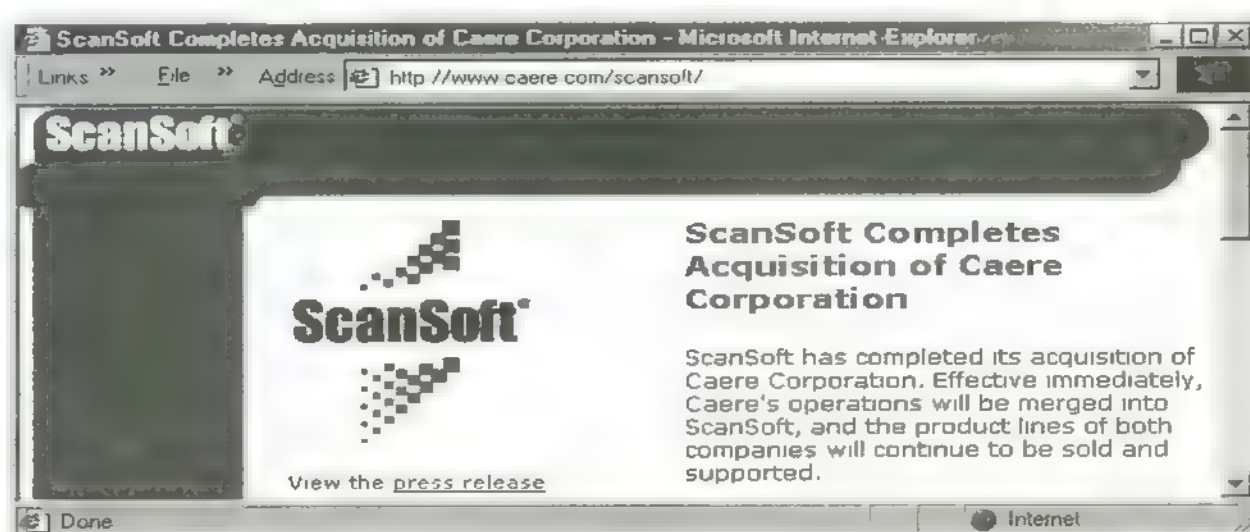 ScanSoft Completes Acquisition of Caere Corporation - Microsoft Internet Explorer
Links » File » Address http //www caere com/scansoft/
ScanSoft
ScanSoft Completes
Acquisition of Caere
Corporation
ScanSoft®
ScanSoft has completed its acquisition of
Caere Corporation. Effective immediately,
Caere's operations will be merged into
ScanSoft, and the product lines of both
companies will continue to be sold and
supported.
View the press release
Done Internet